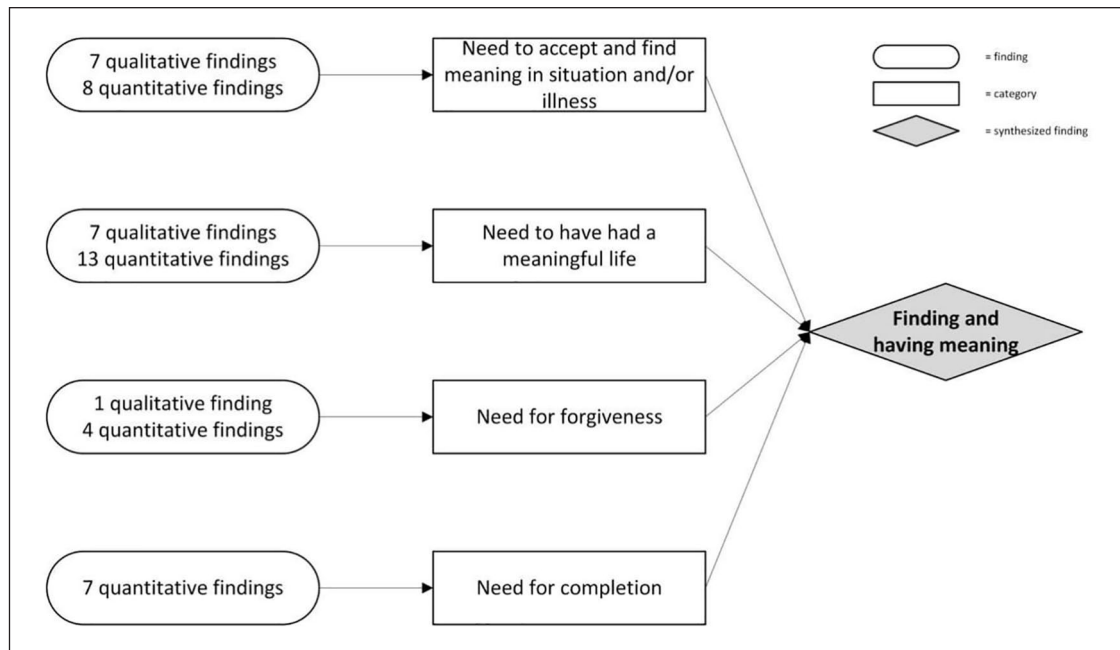 7 qualitative findings
8 quantitative findings
Need to accept and find
meaning in situation and/or
illness
= finding
= category
= synthesized finding
7 qualitative findings
13 quantitative findings
Need to have had a
meaningful life
Finding and
having meaning
1 qualitative finding
4 quantitative findings
Need for forgiveness
7 quantitative findings
Need for completion